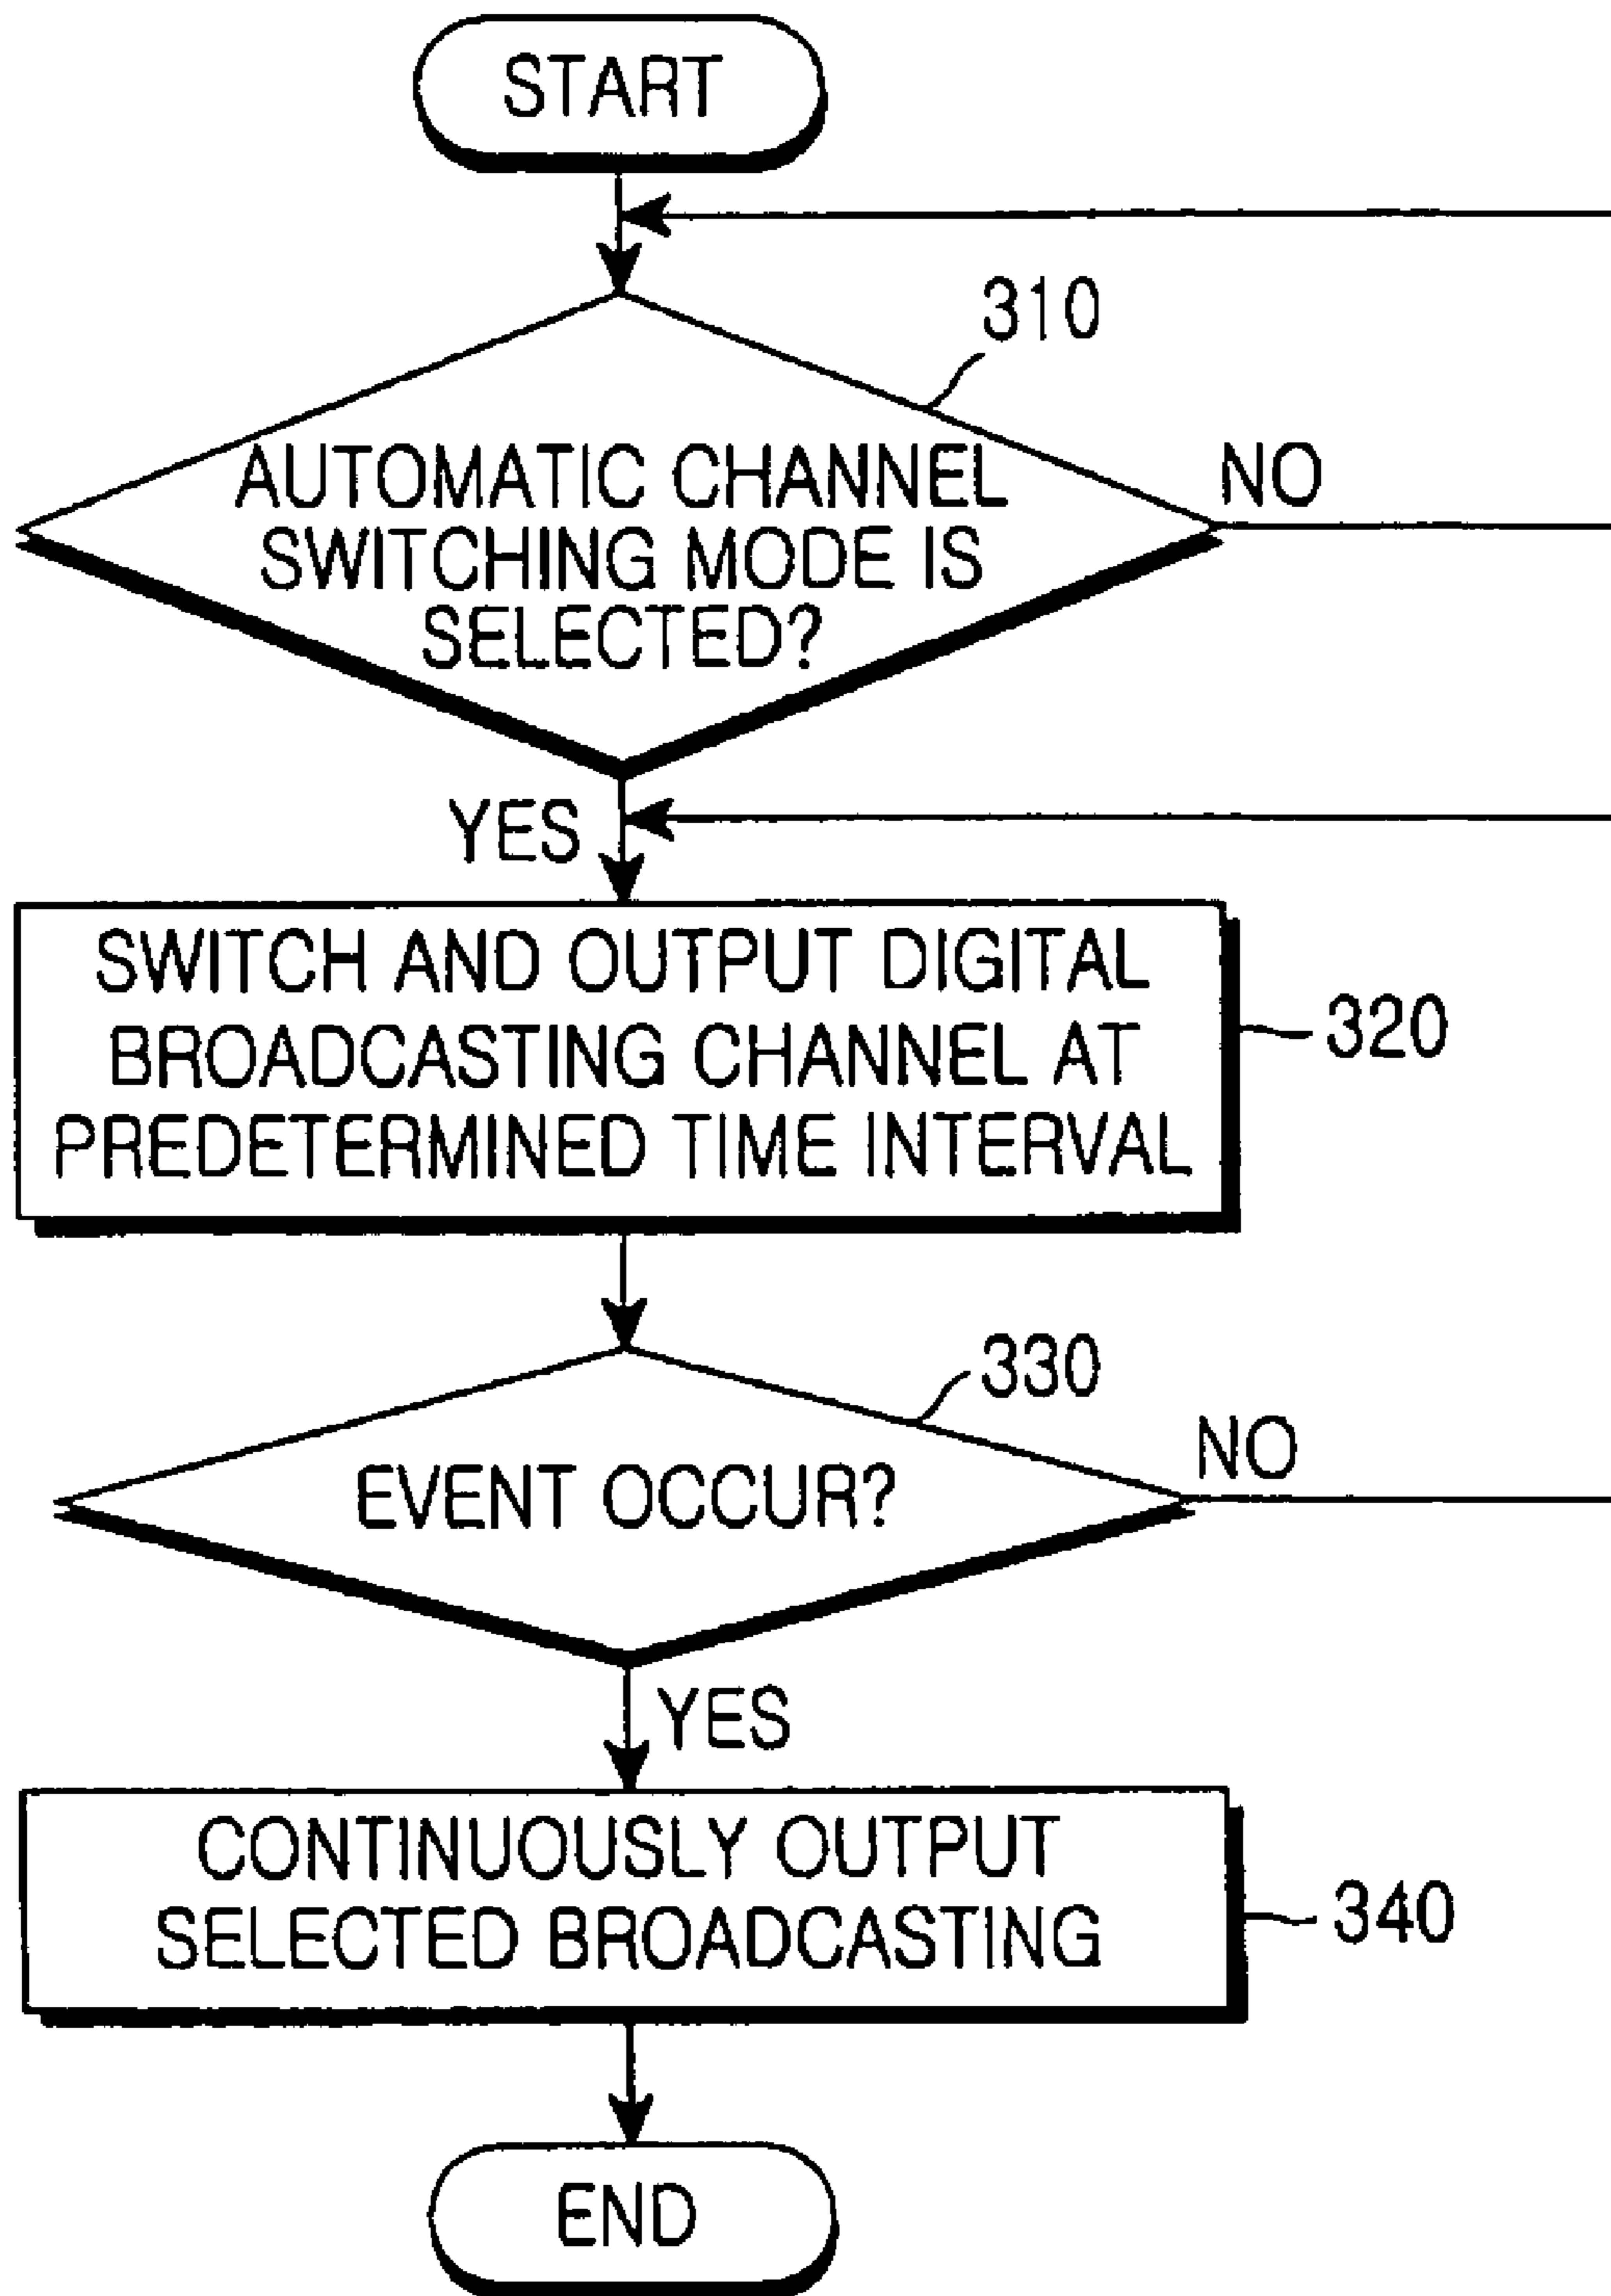 START
310
AUTOMATIC CHANNEL
SWITCHING MODE IS
SELECTED?
NO
YES
SWITCH AND OUTPUT DIGITAL
BROADCASTING CHANNEL AT
PREDETERMINED TIME INTERVAL
320
330
EVENT OCCUR?
NO
YES
CONTINUOUSLY OUTPUT
SELECTED BROADCASTING
340
END